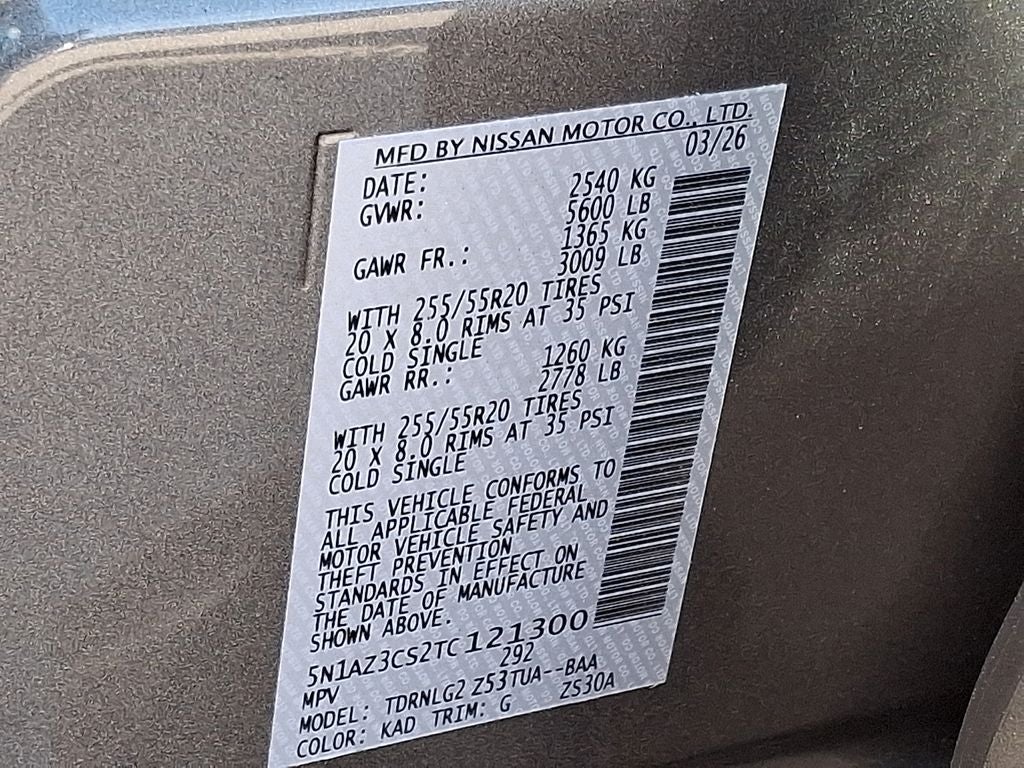 MFD BY NISSAN MOTOR CO., LTD.
DATE: 03/26
GVWR: 2540 KG
5600 LB
GAWR FR.: 1365 KG
3009 LB
WITH 255/55R20 TIRES
20 X 8.0 RIMS AT 35 PSI
COLD SINGLE
GAWR RR.: 1260 KG
2778 LB
WITH 255/55R20 TIRES
20 X 8.0 RIMS AT 35 PSI
COLD SINGLE
THIS VEHICLE CONFORMS TO
ALL APPLICABLE FEDERAL
MOTOR VEHICLE SAFETY AND
THEFT PREVENTION
STANDARDS IN EFFECT ON
THE DATE OF MANUFACTURE
SHOWN ABOVE.
5N1AZ3CS2TC121300
MPV 292
MODEL: TDRNLG2 Z53TUA--BAA
COLOR: KAD TRIM: G ZS30A